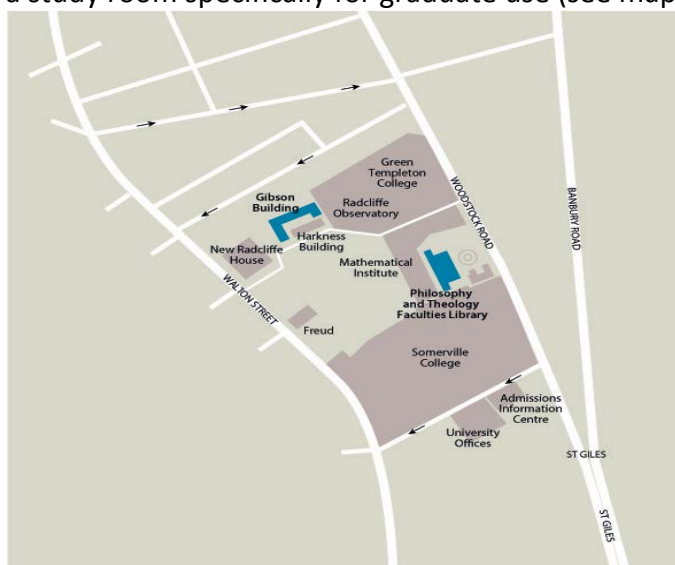 a study room specifically for graduate use (see map
Green
Templeton
College
WOODSTOCK ROAD
BANBURY ROAD
Gibson
Building
Radcliffe
Observatory
Harkness
Building
New Radcliffe
House
Mathematical
Institute
WALTON STREET
Philosophy
and Theology
Faculties Library
Freud
Somerville
College
Admissions
Information
Centre
University
Offices
ST GILES
ST GILES